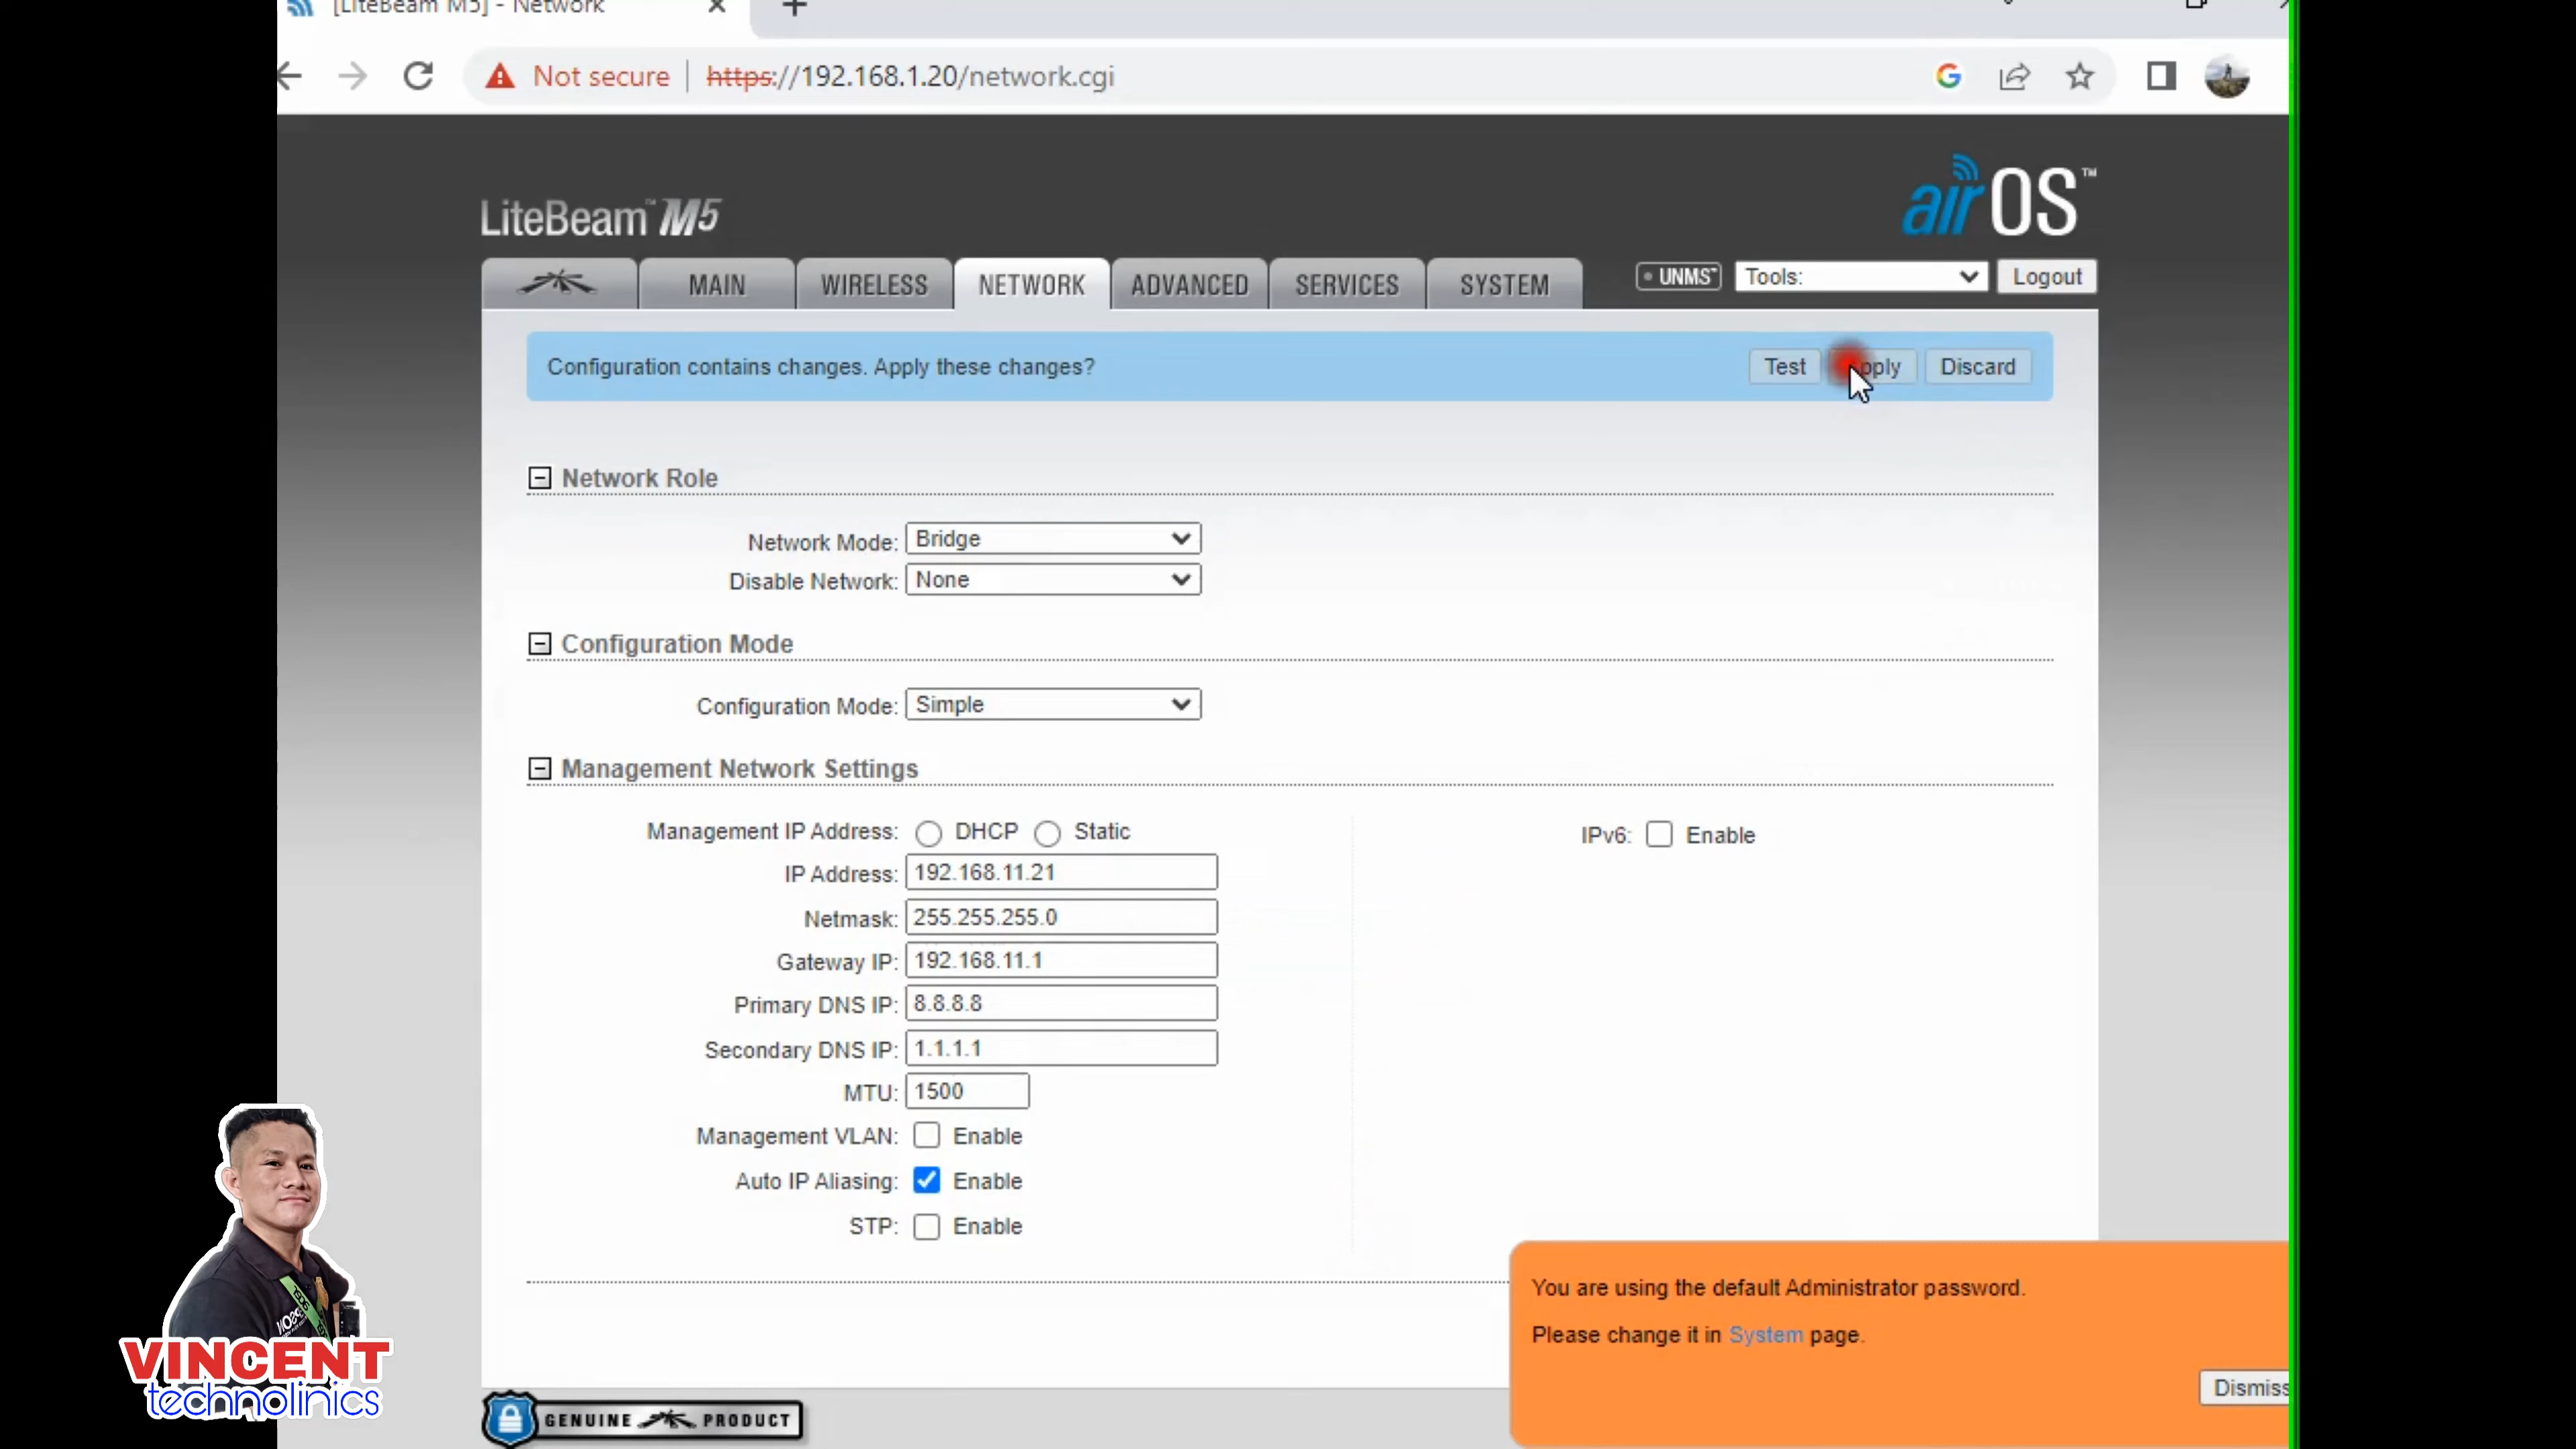 [LiteBeam M5] - Network
Not secure https://192.168.1.20/network.cgi
LiteBeam™ M5
airOS™
MAIN WIRELESS NETWORK ADVANCED SERVICES SYSTEM
UNMS™ Tools: Logout
Configuration contains changes. Apply these changes? Test Apply Discard
Network Role
Network Mode: Bridge
Disable Network: None
Configuration Mode
Configuration Mode: Simple
Management Network Settings
Management IP Address: DHCP Static
IPv6: Enable
IP Address: 192.168.11.21
Netmask: 255.255.255.0
Gateway IP: 192.168.11.1
Primary DNS IP: 8.8.8.8
Secondary DNS IP: 1.1.1.1
MTU: 1500
Management VLAN: Enable
Auto IP Aliasing: Enable
STP: Enable
You are using the default Administrator password.
Please change it in System page.
Dismiss
GENUINE PRODUCT
VINCENT
technolinics